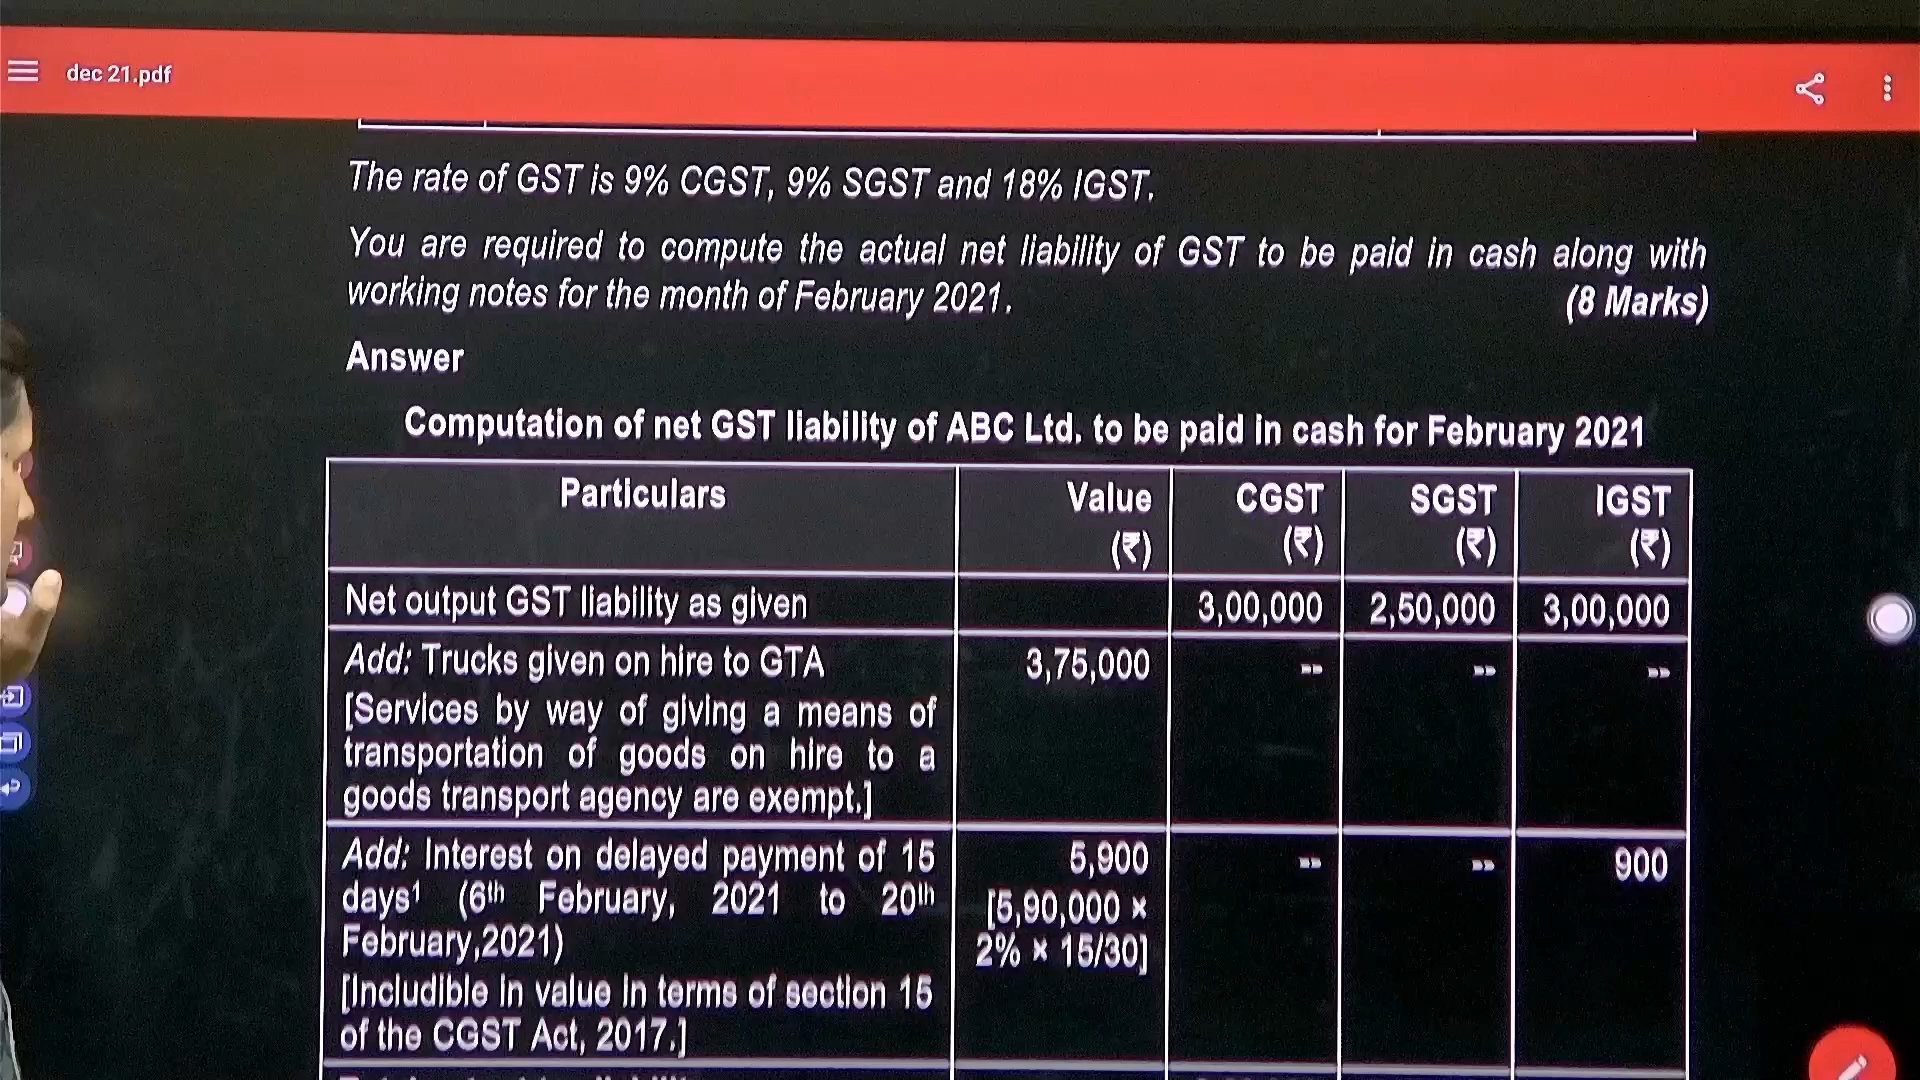 dec 21.pdf
The rate of GST is 9% CGST, 9% SGST and 18% IGST.
You are required to compute the actual net liability of GST to be paid in cash along with
working notes for the month of February 2021.
(8 Marks)
Answer
Computation of net GST liability of ABC Ltd. to be paid in cash for February 2021
Particulars
Value
(₹)
CGST
(₹)
SGST
(₹)
IGST
(₹)
Net output GST liability as given
3,00,000
2,50,000
3,00,000
Add: Trucks given on hire to GTA
[Services by way of giving a means of
transportation of goods on hire to a
goods transport agency are exempt.]
3,75,000
--
--
--
Add: Interest on delayed payment of 15
days¹ (6th February, 2021 to 20th
February,2021)
[Includible in value in terms of section 15
of the CGST Act, 2017.]
5,900
[5,90,000 ×
2% × 15/30]
--
--
900